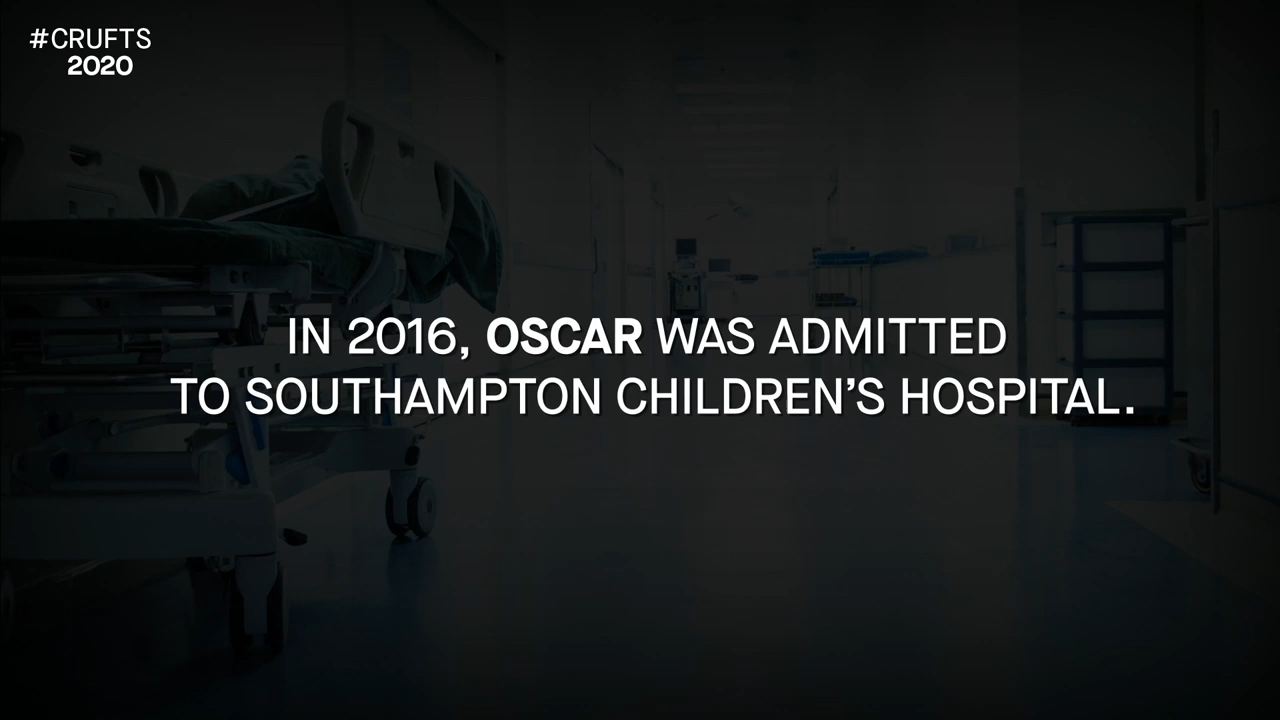 #CRUFTS
2020
IN 2016, OSCAR WAS ADMITTED
TO SOUTHAMPTON CHILDREN’S HOSPITAL.